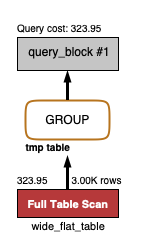 Query cost: 323.95
query_block #1
GROUP
tmp table
323.95 3.00K rows
Full Table Scan
wide_flat_table